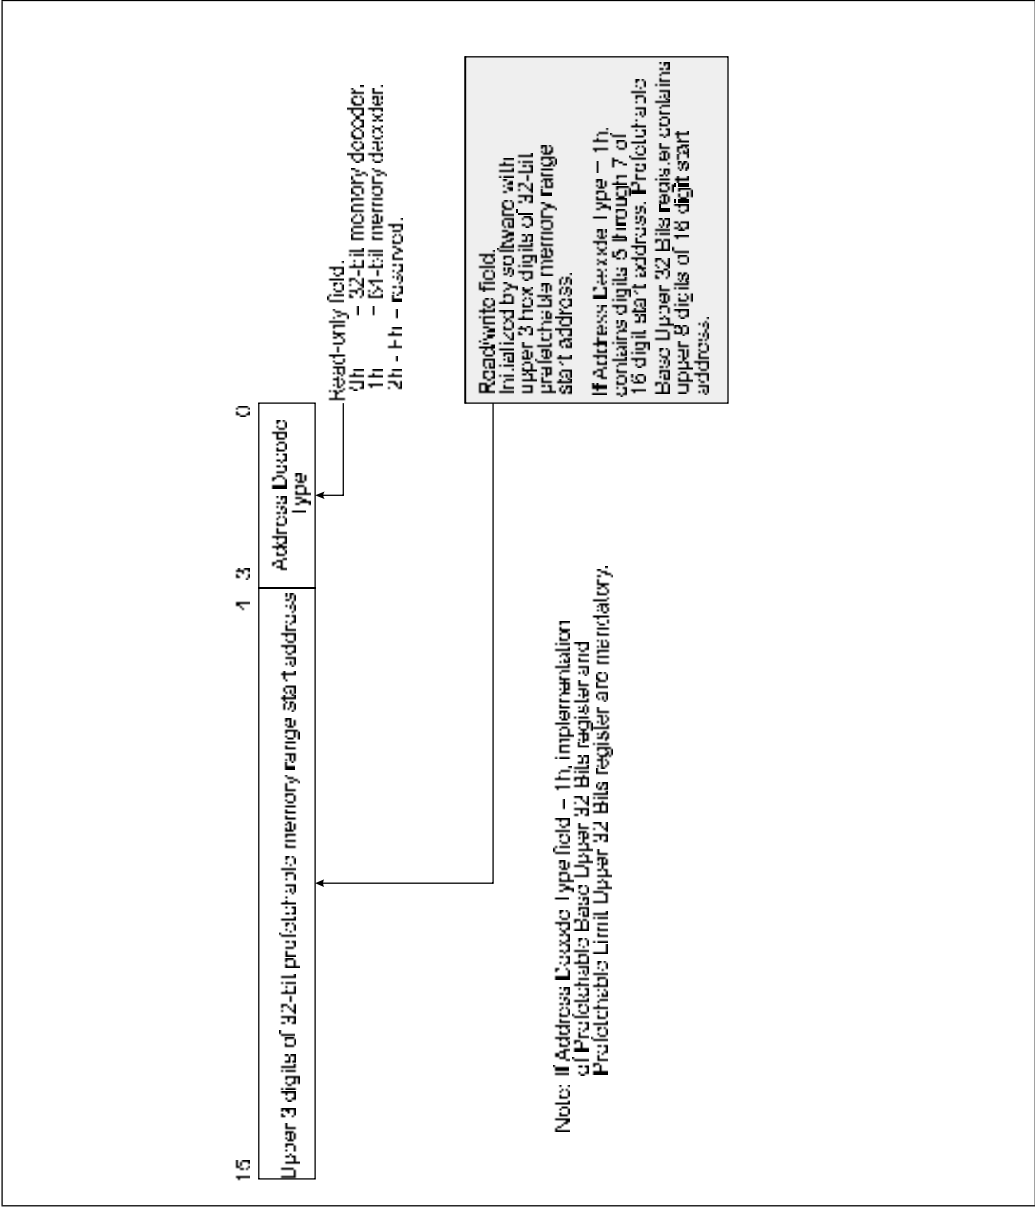 15
4
3
0
Upper 3 digits of 32-bit prefetchable memory range start address
Address Decode
Type
Read-only field.
0h = 32-bit memory decoder.
1h = 64-bit memory decoder.
2h - Fh = reserved.
Read/write field.
Initialized by software with
upper 3 hex digits of 32-bit
prefetchable memory range
start address.
If Address Decode Type = 1h,
contains digits 5 through 7 of
16 digit start address. Prefetchable
Base Upper 32 Bits register contains
upper 8 digits of 16 digit start
address.
Note: If Address Decode Type field = 1h, implementation
of Prefetchable Base Upper 32 Bits register and
Prefetchable Limit Upper 32 Bits register are mandatory.